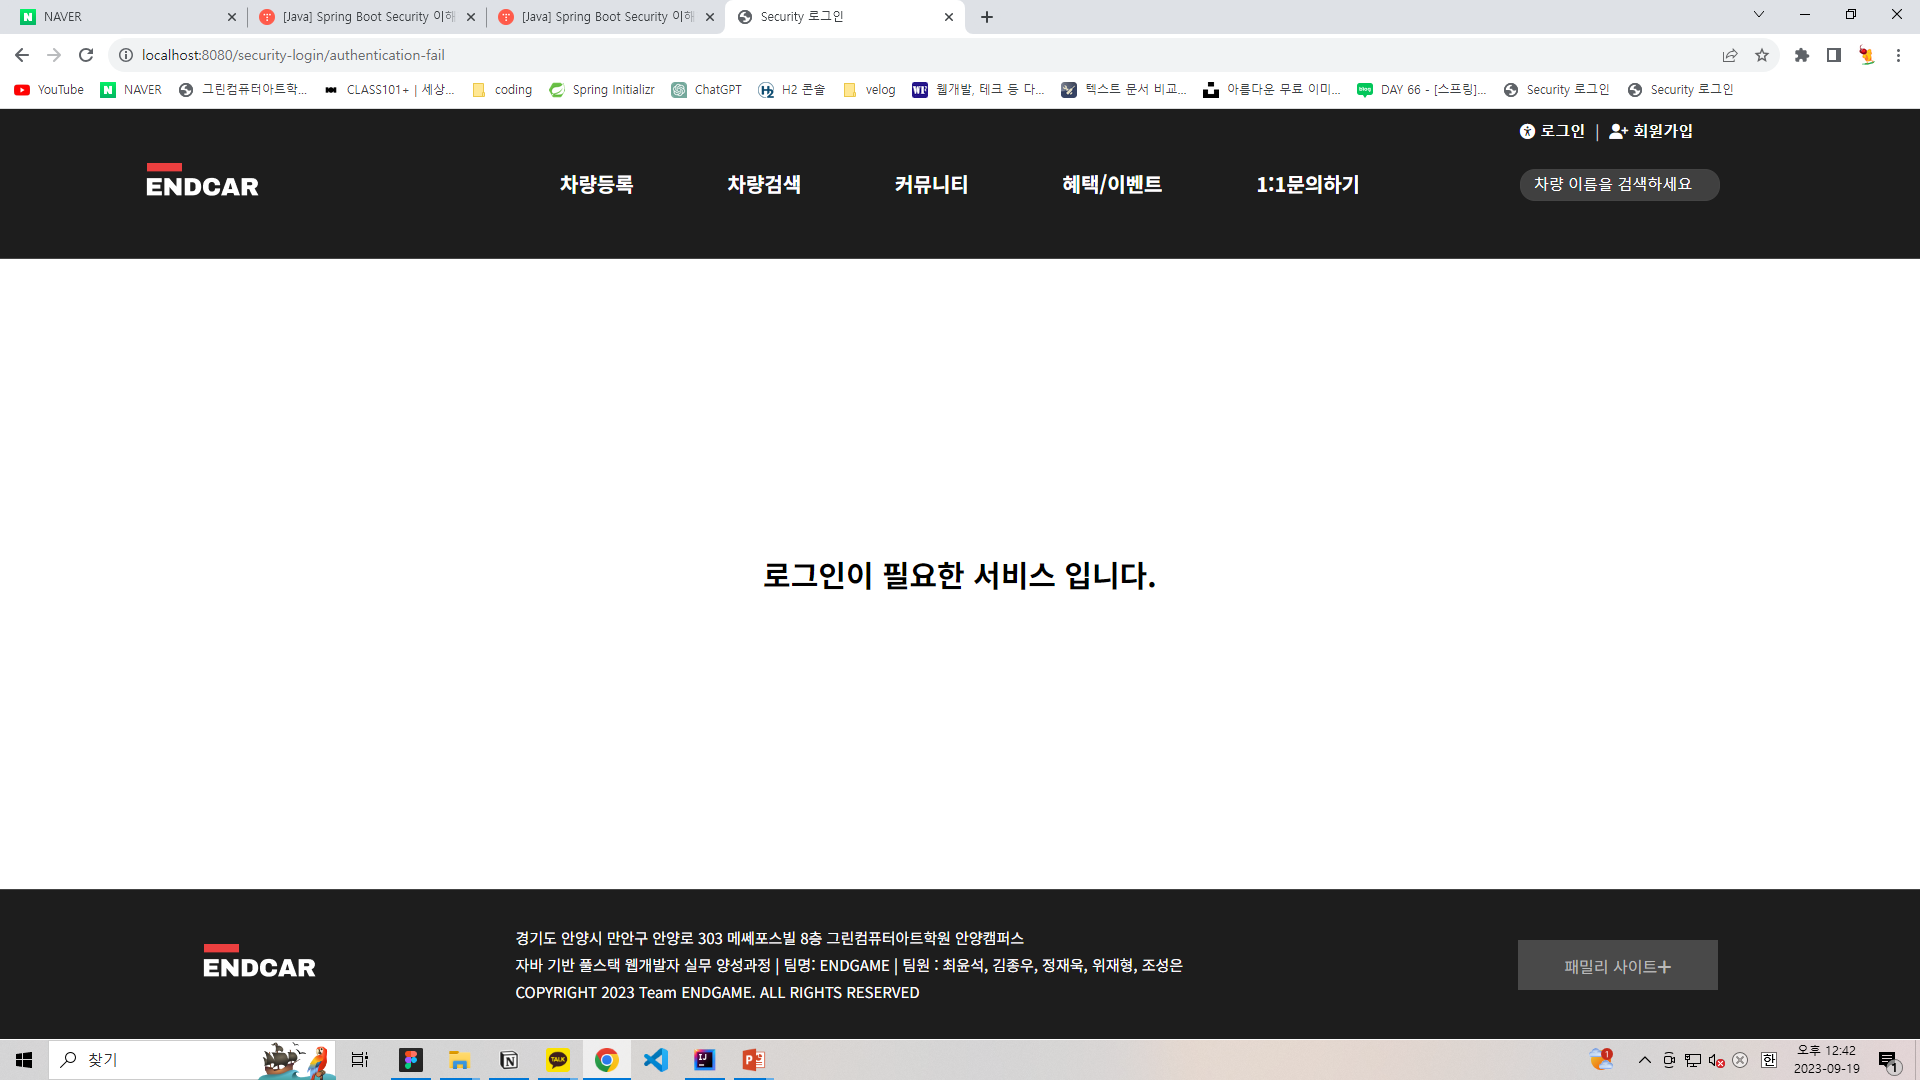 NAVER
[Java] Spring Boot Security 이해
[Java] Spring Boot Security 이해
Security 로그인
localhost:8080/security-login/authentication-fail
YouTube
NAVER
그린컴퓨터아트학...
CLASS101+ | 세상...
coding
Spring Initializr
ChatGPT
H2 콘솔
velog
웹개발, 테크 등 다...
텍스트 문서 비교...
아름다운 무료 이미...
DAY 66 - [스프링]...
Security 로그인
Security 로그인
로그인 | 회원가입
ENDCAR
차량등록
차량검색
커뮤니티
혜택/이벤트
1:1문의하기
차량 이름을 검색하세요
로그인이 필요한 서비스 입니다.
ENDCAR
경기도 안양시 만안구 안양로 303 메쎄포스빌 8층 그린컴퓨터아트학원 안양캠퍼스
자바 기반 풀스택 웹개발자 실무 양성과정 | 팀명: ENDGAME | 팀원 : 최윤석, 김종우, 정재욱, 위재형, 조성은
COPYRIGHT 2023 Team ENDGAME. ALL RIGHTS RESERVED
패밀리 사이트+
찾기
TALK
1
한
오후 12:42
2023-09-19
1